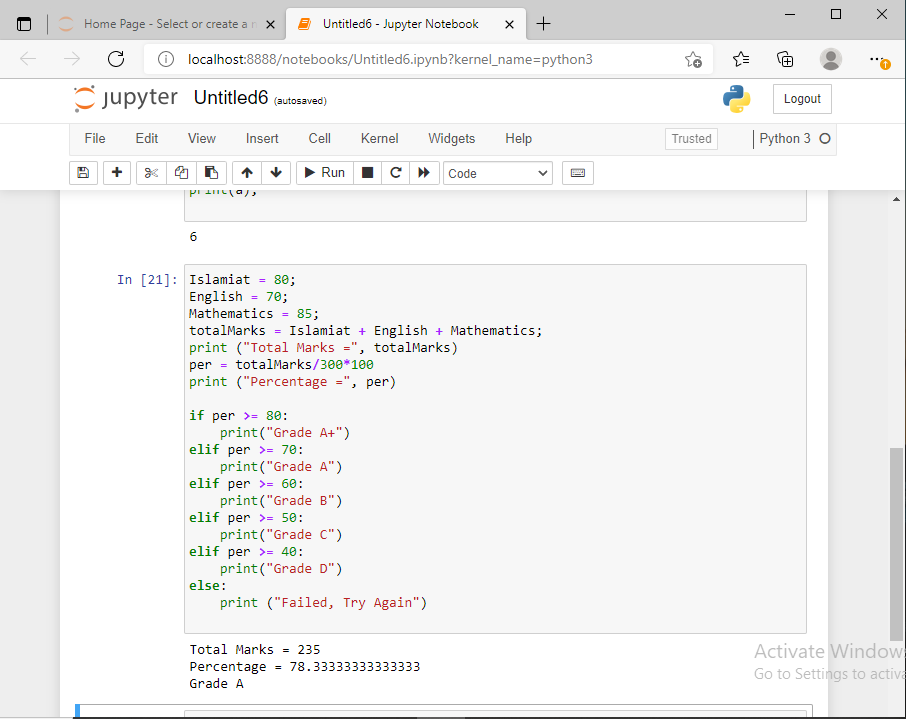 Home Page - Select or create a n
Untitled6 - Jupyter Notebook
localhost:8888/notebooks/Untitled6.ipynb?kernel_name=python3
jupyter Untitled6 (autosaved)
Logout
File Edit View Insert Cell Kernel Widgets Help
Trusted
Python 3
Run
Code
print(a);
6
In [21]:
Islamiat = 80;
English = 70;
Mathematics = 85;
totalMarks = Islamiat + English + Mathematics;
print ("Total Marks =", totalMarks)
per = totalMarks/300*100
print ("Percentage =", per)
if per >= 80:
    print("Grade A+")
elif per >= 70:
    print("Grade A")
elif per >= 60:
    print("Grade B")
elif per >= 50:
    print("Grade C")
elif per >= 40:
    print("Grade D")
else:
    print ("Failed, Try Again")
Total Marks = 235
Percentage = 78.33333333333333
Grade A
Activate Window
Go to Settings to activa